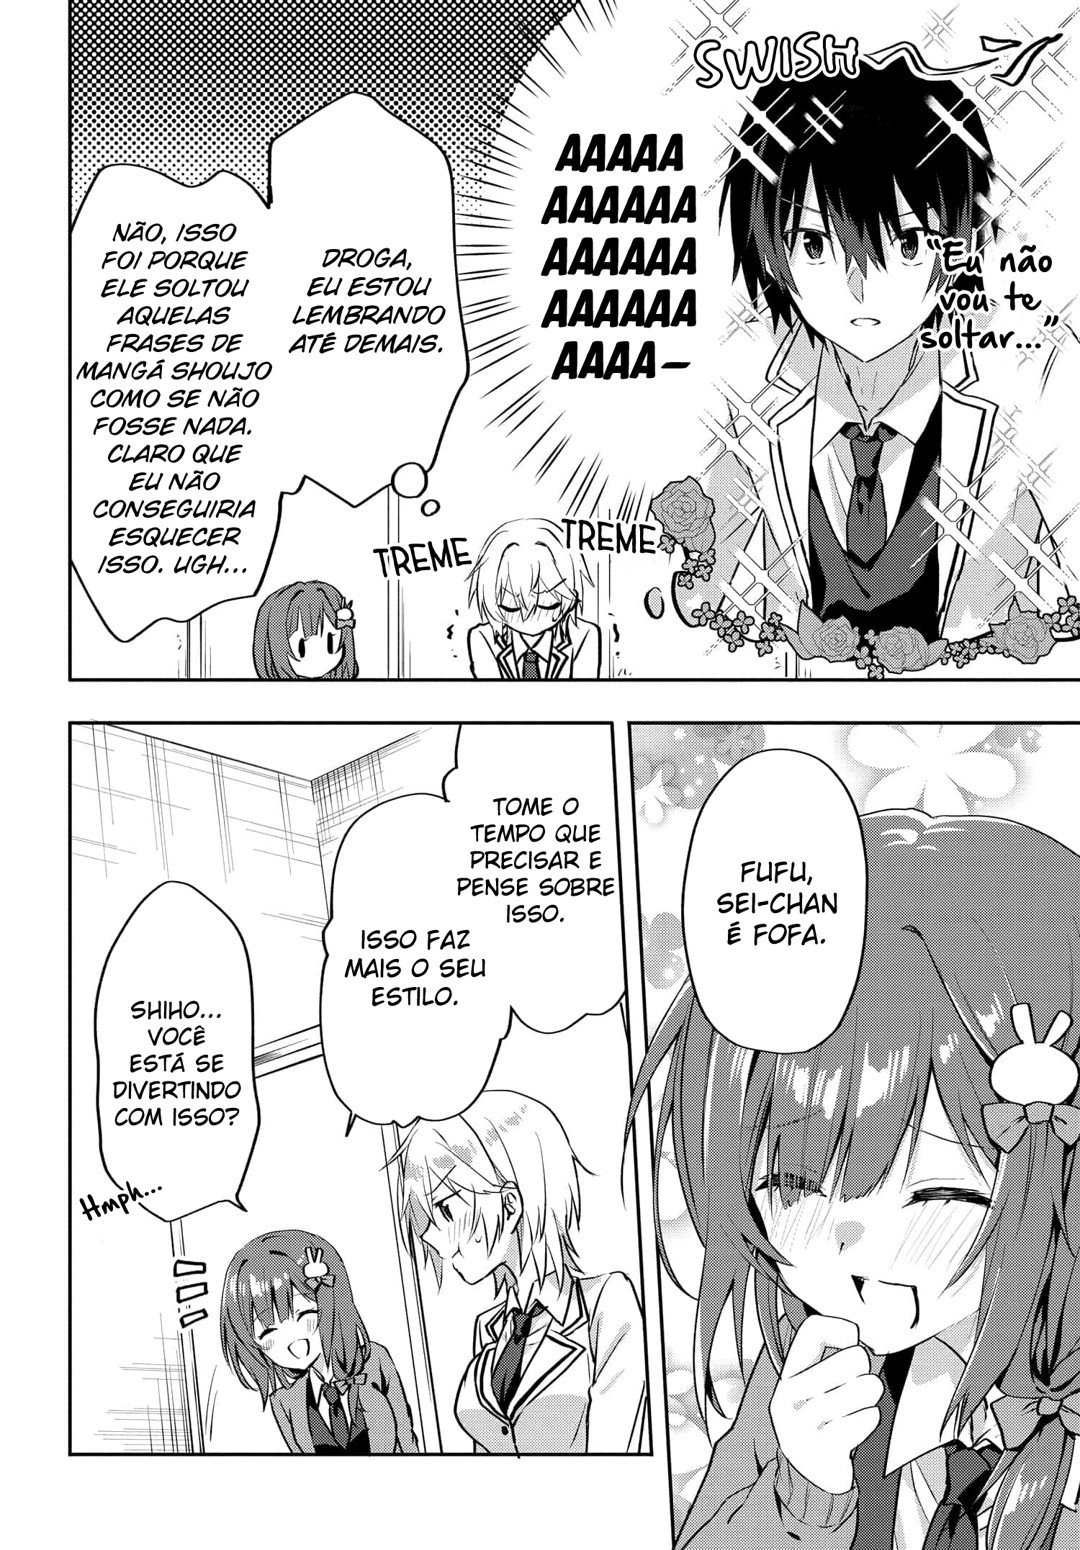 SWISH ヘーン
"Eu não
vou te
soltar..."
AAAAA
AAAAAA
AAAAAA
AAAAAA
AAAA-
DROGA,
EU ESTOU
LEMBRANDO
ATÉ DEMAIS.
NÃO, ISSO
FOI PORQUE
ELE SOLTOU
AQUELAS
FRASES DE
MANGÁ SHOUJO
COMO SE NÃO
FOSSE NADA.
CLARO QUE
EU NÃO
CONSEGUIRIA
ESQUECER
ISSO. UGH...
TREME
TREME
FUFU,
SEI-CHAN
É FOFA.
TOME O
TEMPO QUE
PRECISAR E
PENSE SOBRE
ISSO.
ISSO FAZ
MAIS O SEU
ESTILO.
SHIHO...
VOCÊ
ESTÁ SE
DIVERTINDO
COM ISSO?
Hmph...